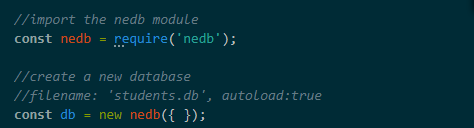 //import the nedb module
const nedb = require('nedb');
//create a new database
//filename: 'students.db', autoload:true
const db = new nedb({ });